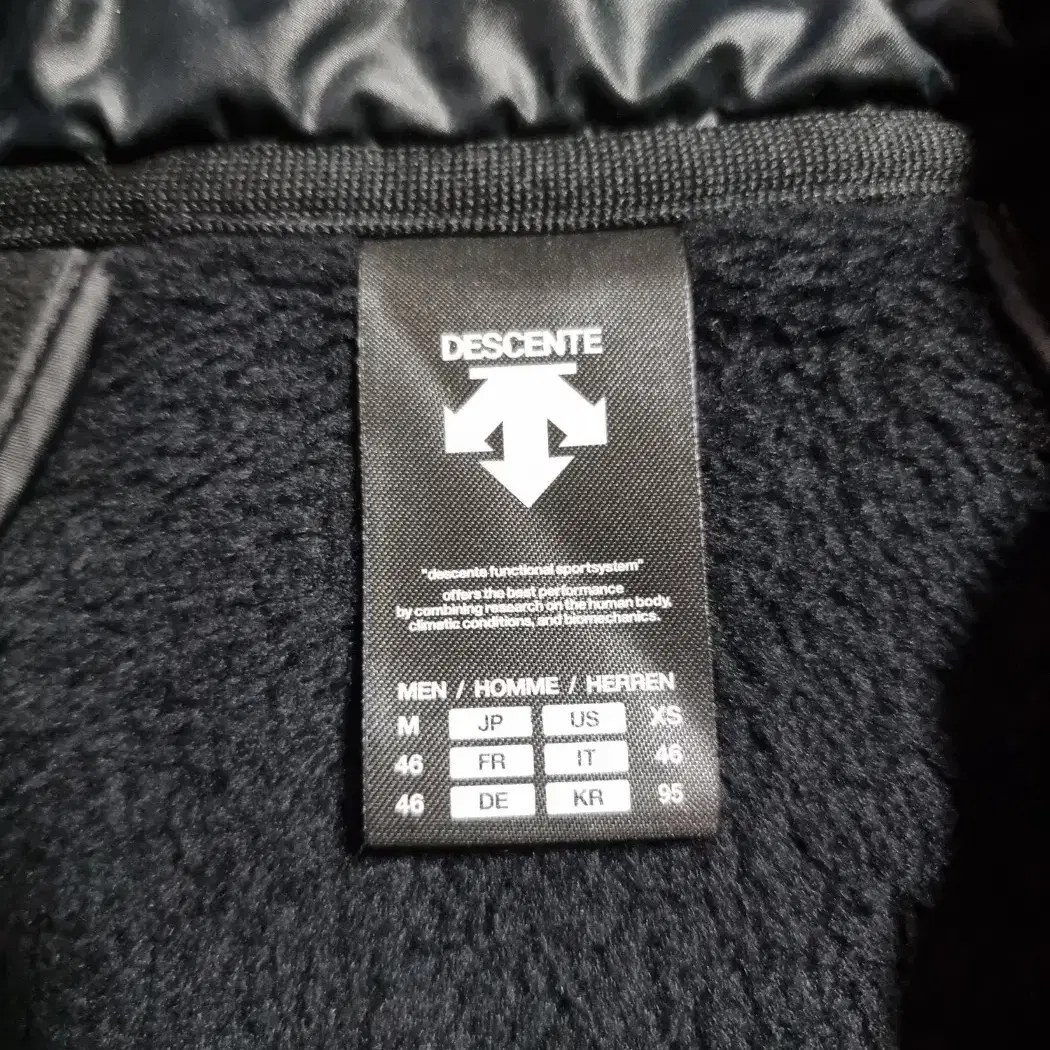 DESCENTE
"descente functional sportsystem"
offers the best performance
by combining research on the human body,
climatic conditions, and biomechanics.
MEN / HOMME / HERREN
M JP US XS
46 FR IT 46
46 DE KR 95